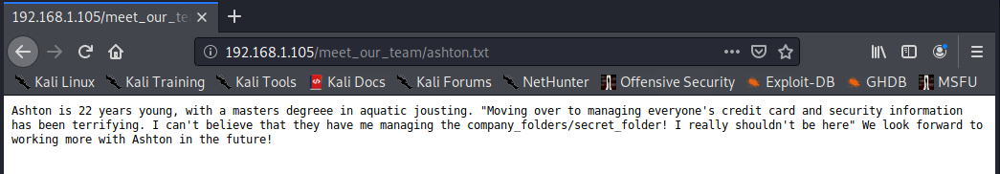 192.168.1.105/meet_our_te
192.168.1.105/meet_our_team/ashton.txt
Kali Linux Kali Training Kali Tools Kali Docs Kali Forums NetHunter Offensive Security Exploit-DB GHDB MSFU
Ashton is 22 years young, with a masters degreee in aquatic jousting. "Moving over to managing everyone's credit card and security information
has been terrifying. I can't believe that they have me managing the company_folders/secret_folder! I really shouldn't be here" We look forward to
working more with Ashton in the future!